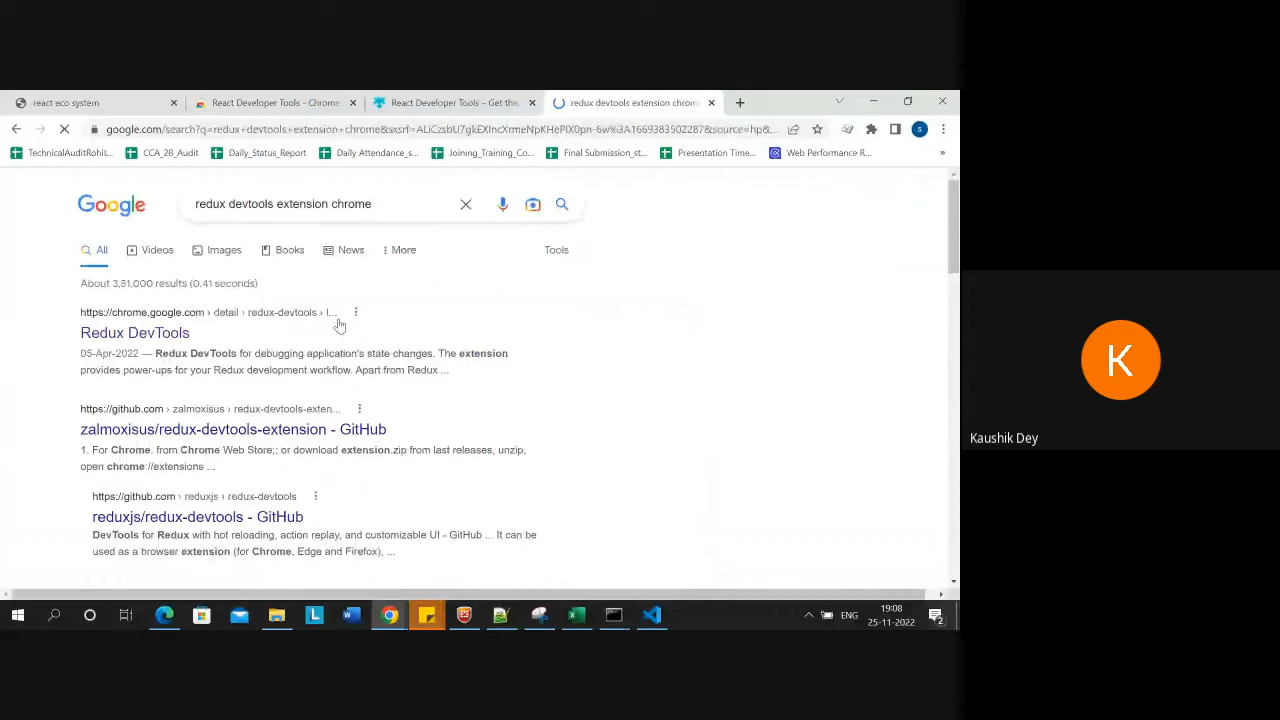 react eco system
React Developer Tools - Chrome
React Developer Tools – Get this
redux devtools extension chrom
google.com/search?q=redux+devtools+extension+chrome&sxsrf=
TechnicalAuditRohit...
CCA_28_Audit
Daily_Status_Report
Daily Attendance_s...
Joining_Training_Co...
Final Submission_st...
Presentation Time...
Web Performance R...
»
Google
redux devtools extension chrome
All
Videos
Images
Books
News
More
Tools
About 3,51,000 results (0.41 seconds)
https://chrome.google.com › detail › redux-devtools › l...
Redux DevTools
05-Apr-2022 — Redux DevTools for debugging application's state changes. The extension
provides power-ups for your Redux development workflow. Apart from Redux ...
https://github.com › zalmoxisus › redux-devtools-exten...
zalmoxisus/redux-devtools-extension - GitHub
1. For Chrome. from Chrome Web Store;; or download extension.zip from last releases, unzip,
open chrome://extensions ...
https://github.com › reduxjs › redux-devtools
reduxjs/redux-devtools - GitHub
DevTools for Redux with hot reloading, action replay, and customizable UI - GitHub ... It can be
used as a browser extension (for Chrome, Edge and Firefox), ...
K
Kaushik Dey
ENG
19:08
25-11-2022
2